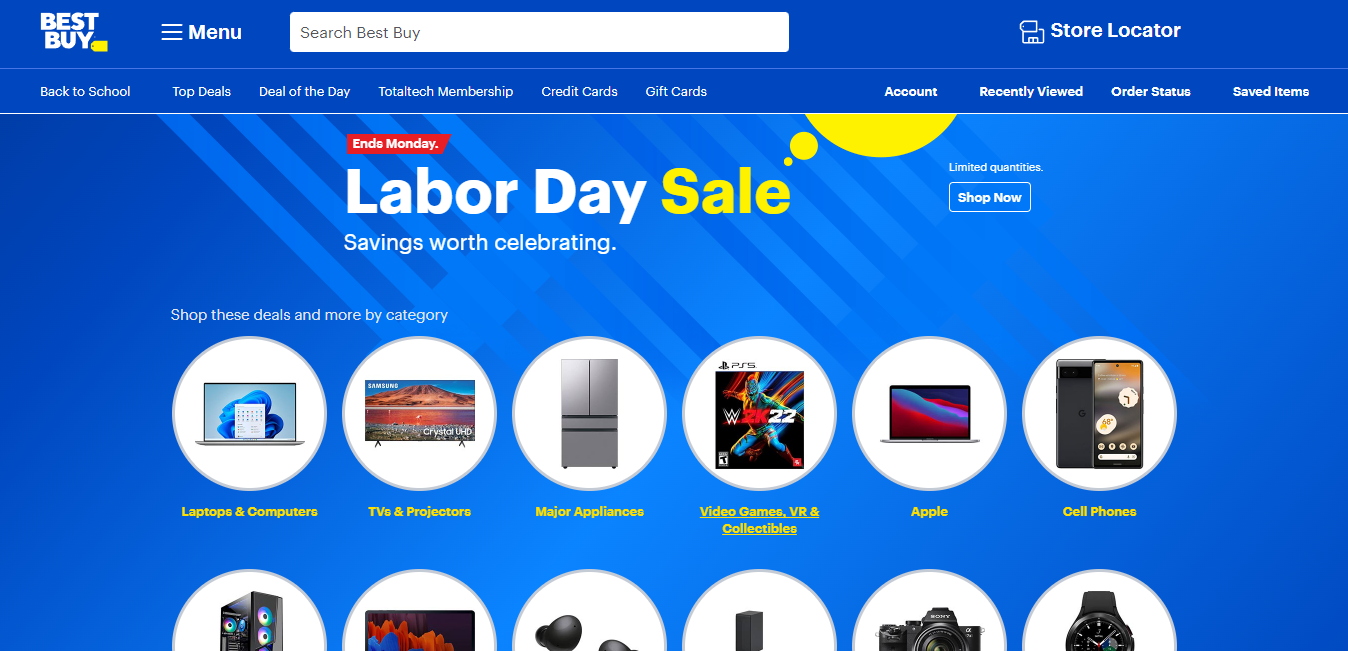 BEST
BUY
Menu
Search Best Buy
Store Locator
Back to School
Top Deals
Deal of the Day
Totaltech Membership
Credit Cards
Gift Cards
Account
Recently Viewed
Order Status
Saved Items
Ends Monday.
Labor Day Sale
Savings worth celebrating.
Limited quantities.
Shop Now
Shop these deals and more by category
SAMSUNG
Crystal UHD
PS5
W 2K22
G
68°
SONY
Laptops & Computers
TVs & Projectors
Major Appliances
Video Games, VR &
Collectibles
Apple
Cell Phones